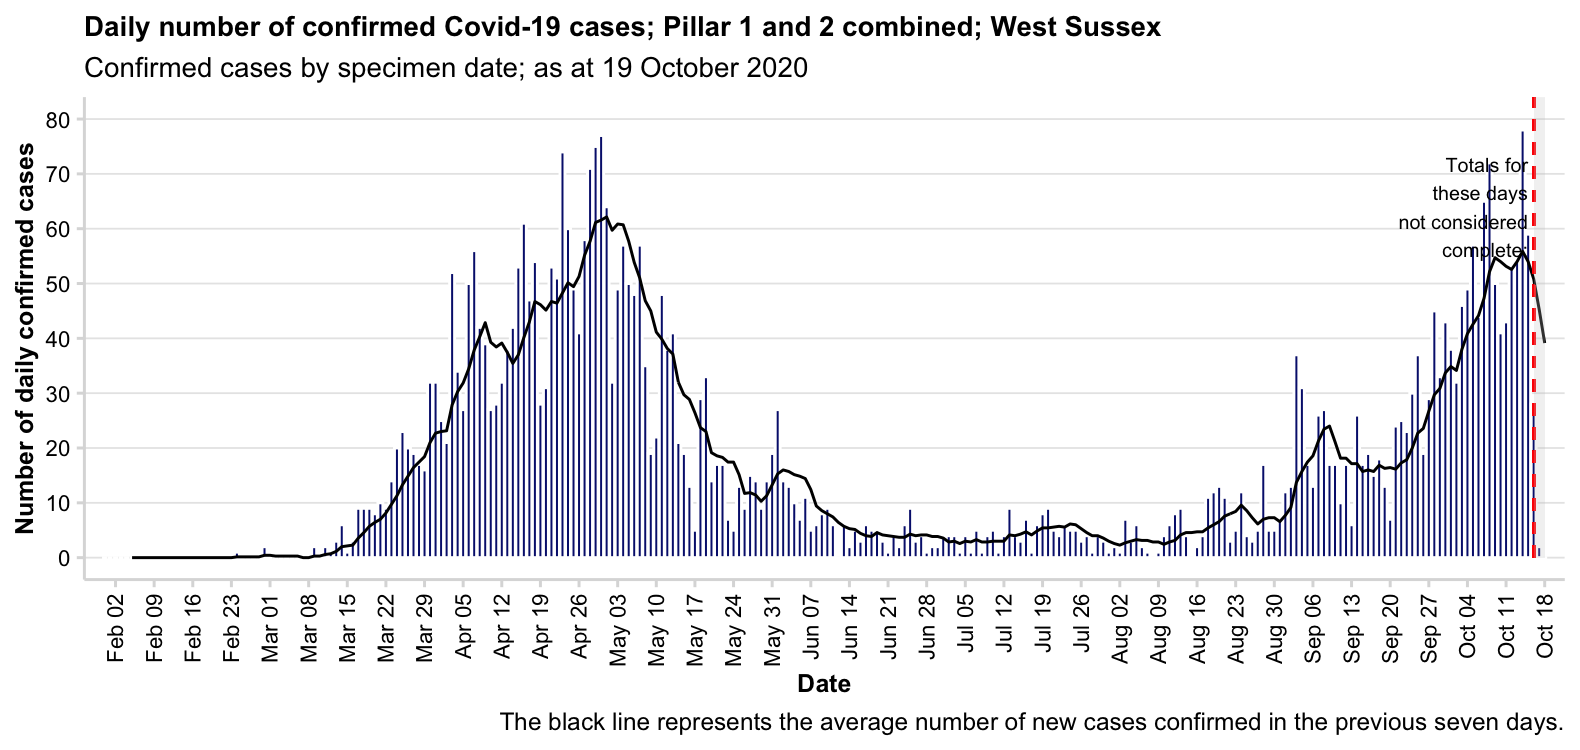 Daily number of confirmed Covid-19 cases; Pillar 1 and 2 combined; West Sussex
Confirmed cases by specimen date; as at 19 October 2020
Number of daily confirmed cases
80
70
60
50
40
30
20
10
0
Totals for
these days
not considered
complete:
Feb 02
Feb 09
Feb 16
Feb 23
Mar 01
Mar 08
Mar 15
Mar 22
Mar 29
Apr 05
Apr 12
Apr 19
Apr 26
May 03
May 10
May 17
May 24
May 31
Jun 07
Jun 14
Jun 21
Jun 28
Jul 05
Jul 12
Jul 19
Jul 26
Aug 02
Aug 09
Aug 16
Aug 23
Aug 30
Sep 06
Sep 13
Sep 20
Sep 27
Oct 04
Oct 11
Oct 18
Date
The black line represents the average number of new cases confirmed in the previous seven days.